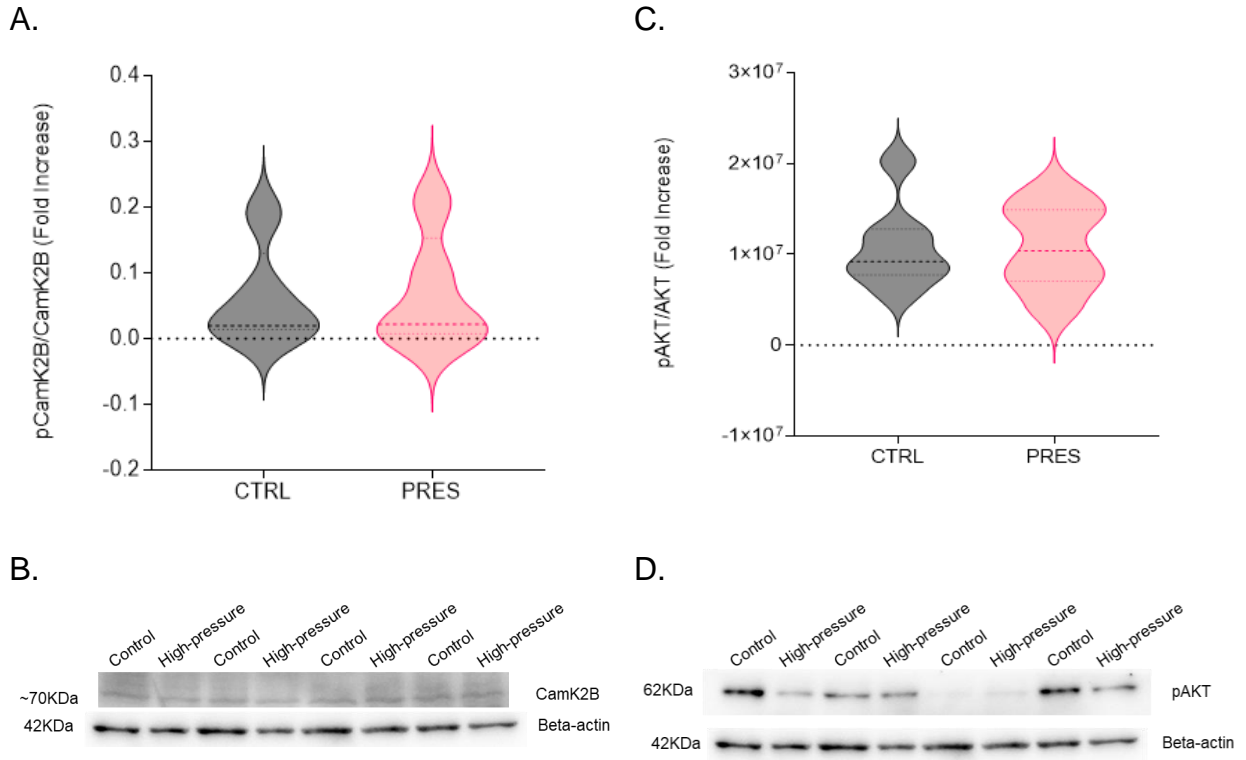 A.
pCamK2B/CamK2B (Fold Increase)
0.4
0.3
0.2
0.1
0.0
-0.1
-0.2
CTRL
PRES
C.
pAKT/AKT (Fold Increase)
3×10⁷
2×10⁷
1×10⁷
0
-1×10⁷
CTRL
PRES
B.
Control
High-pressure
Control
High-pressure
Control
High-pressure
Control
High-pressure
~70KDa
CamK2B
42KDa
Beta-actin
D.
Control
High-pressure
Control
High-pressure
Control
High-pressure
Control
High-pressure
62KDa
pAKT
42KDa
Beta-actin